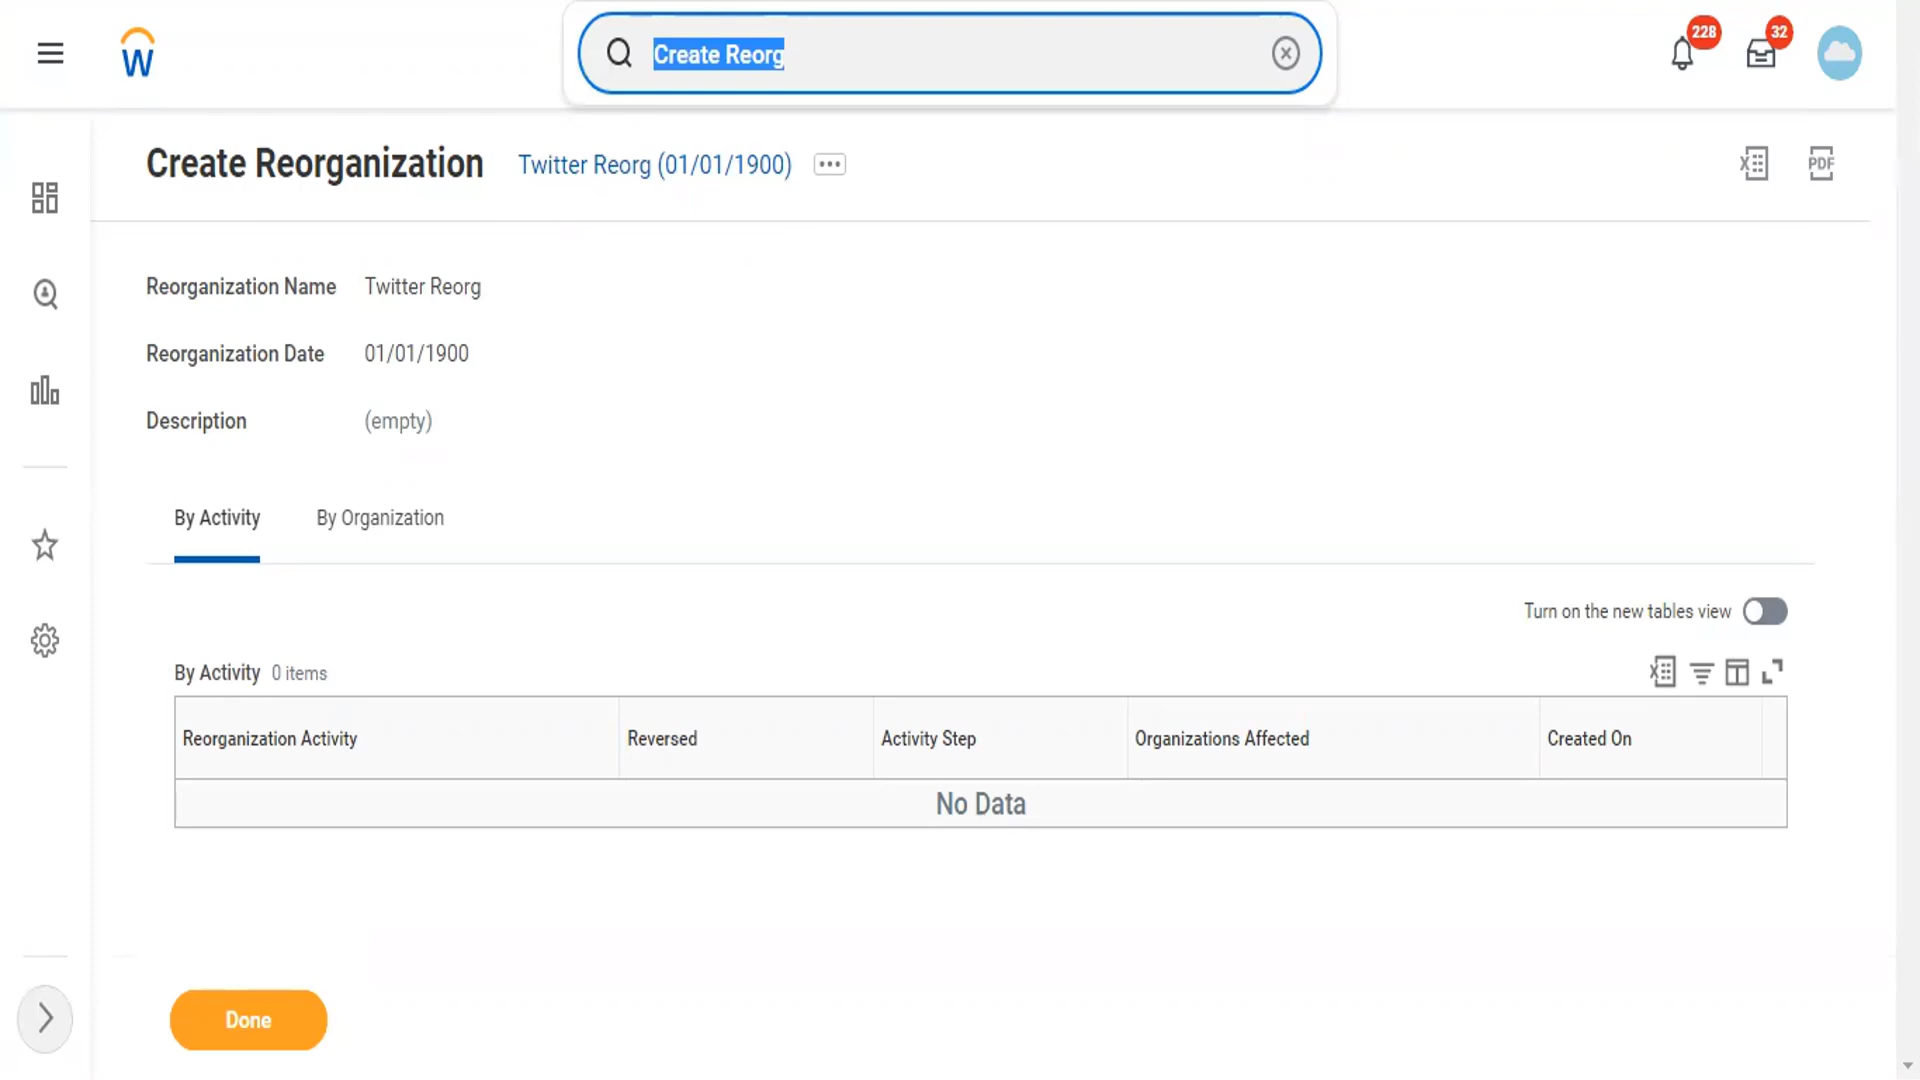 W
Create Reorg
228
32
Create Reorganization Twitter Reorg (01/01/1900)
X
PDF
Reorganization Name Twitter Reorg
Reorganization Date 01/01/1900
Description (empty)
By Activity By Organization
Turn on the new tables view
By Activity 0 items
X
Reorganization Activity Reversed Activity Step Organizations Affected Created On
No Data
Done